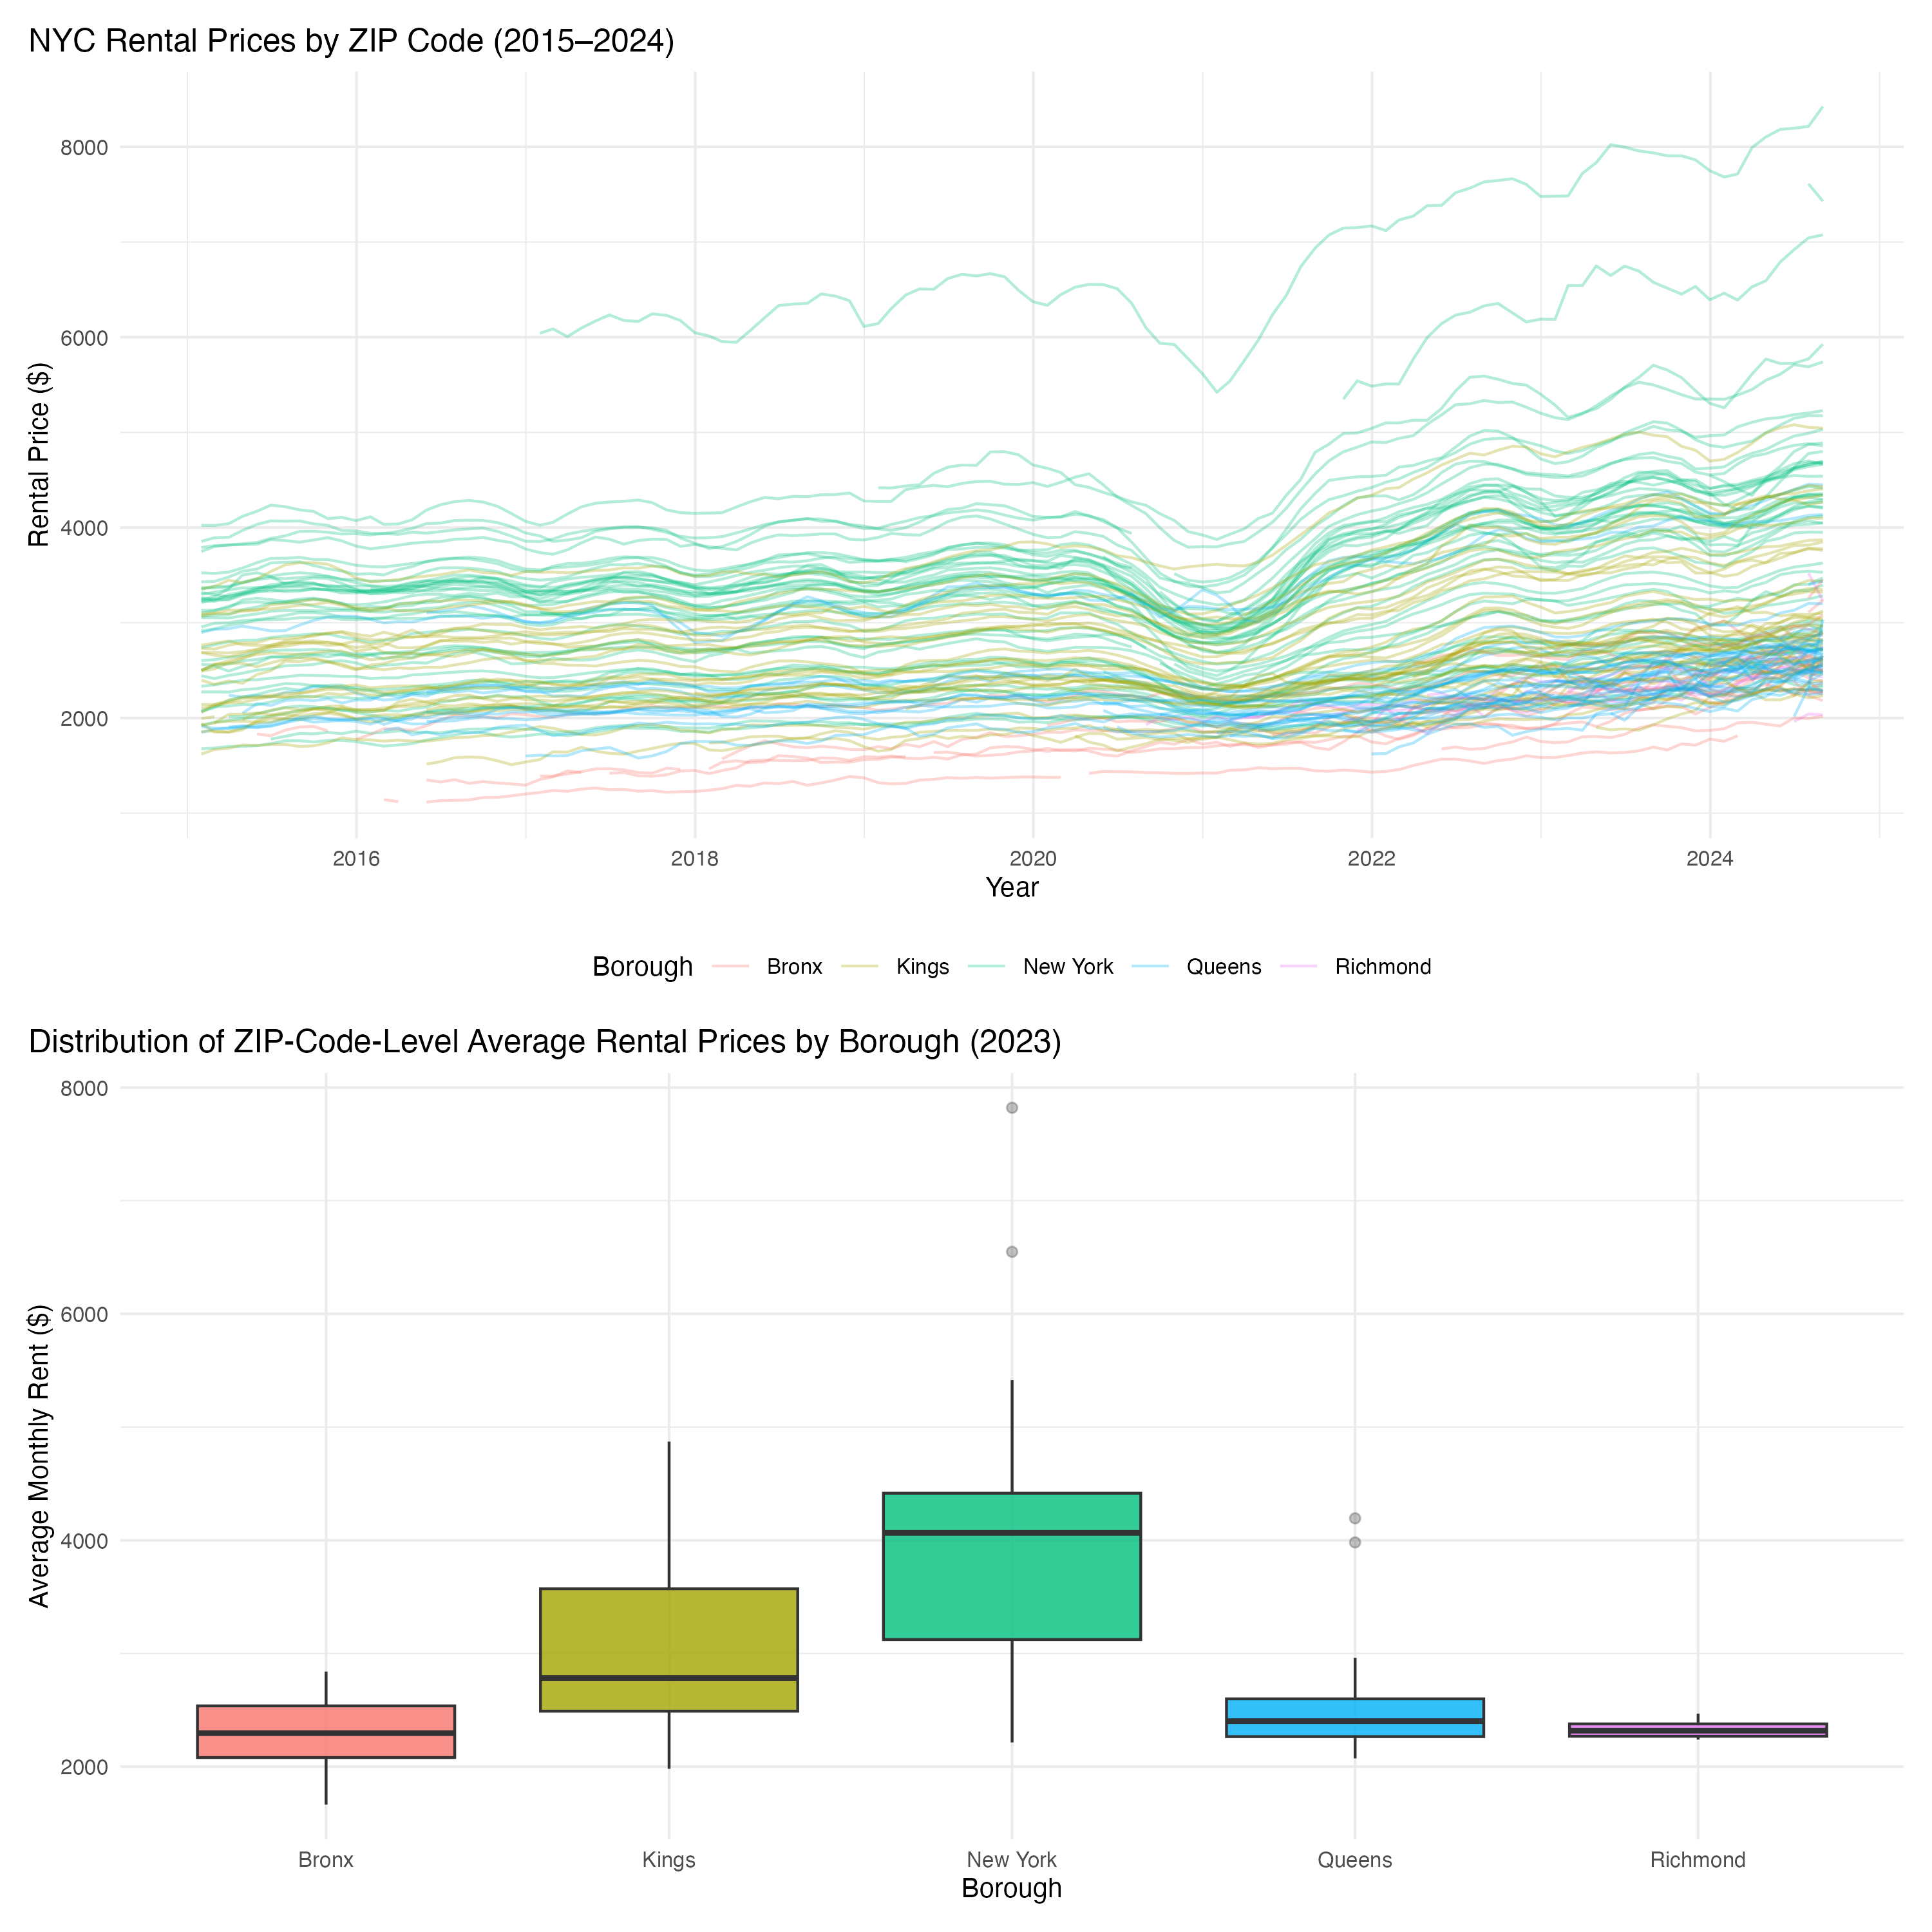 NYC Rental Prices by ZIP Code (2015–2024)
Rental Price ($)
8000
6000
4000
2000
2016 2018 2020 2022 2024
Year
Borough Bronx Kings New York Queens Richmond
Distribution of ZIP-Code-Level Average Rental Prices by Borough (2023)
Average Monthly Rent ($)
8000
6000
4000
2000
Bronx Kings New York Queens Richmond
Borough